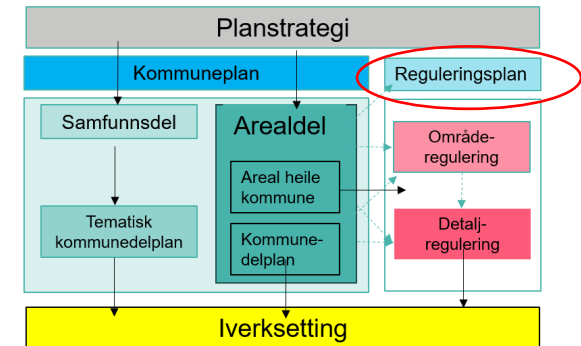 Planstrategi
Kommuneplan
Reguleringsplan
Samfunnsdel
Arealdel
Område-
regulering
Areal heile
kommune
Tematisk
kommunedelplan
Kommune-
delplan
Detalj-
regulering
Iverksetting